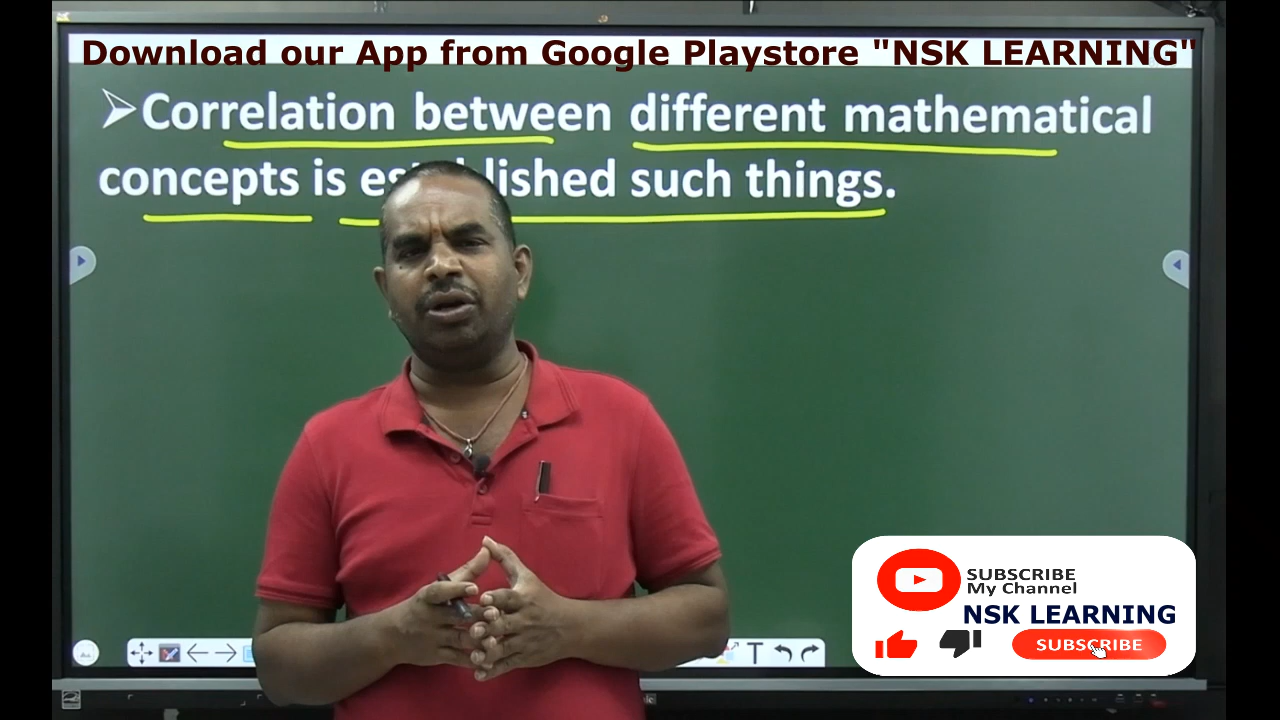 Download our App from Google Playstore "NSK LEARNING"
➢Correlation between different mathematical
concepts is established such things.
SUBSCRIBE
My Channel
NSK LEARNING
SUBSCRIBE
T